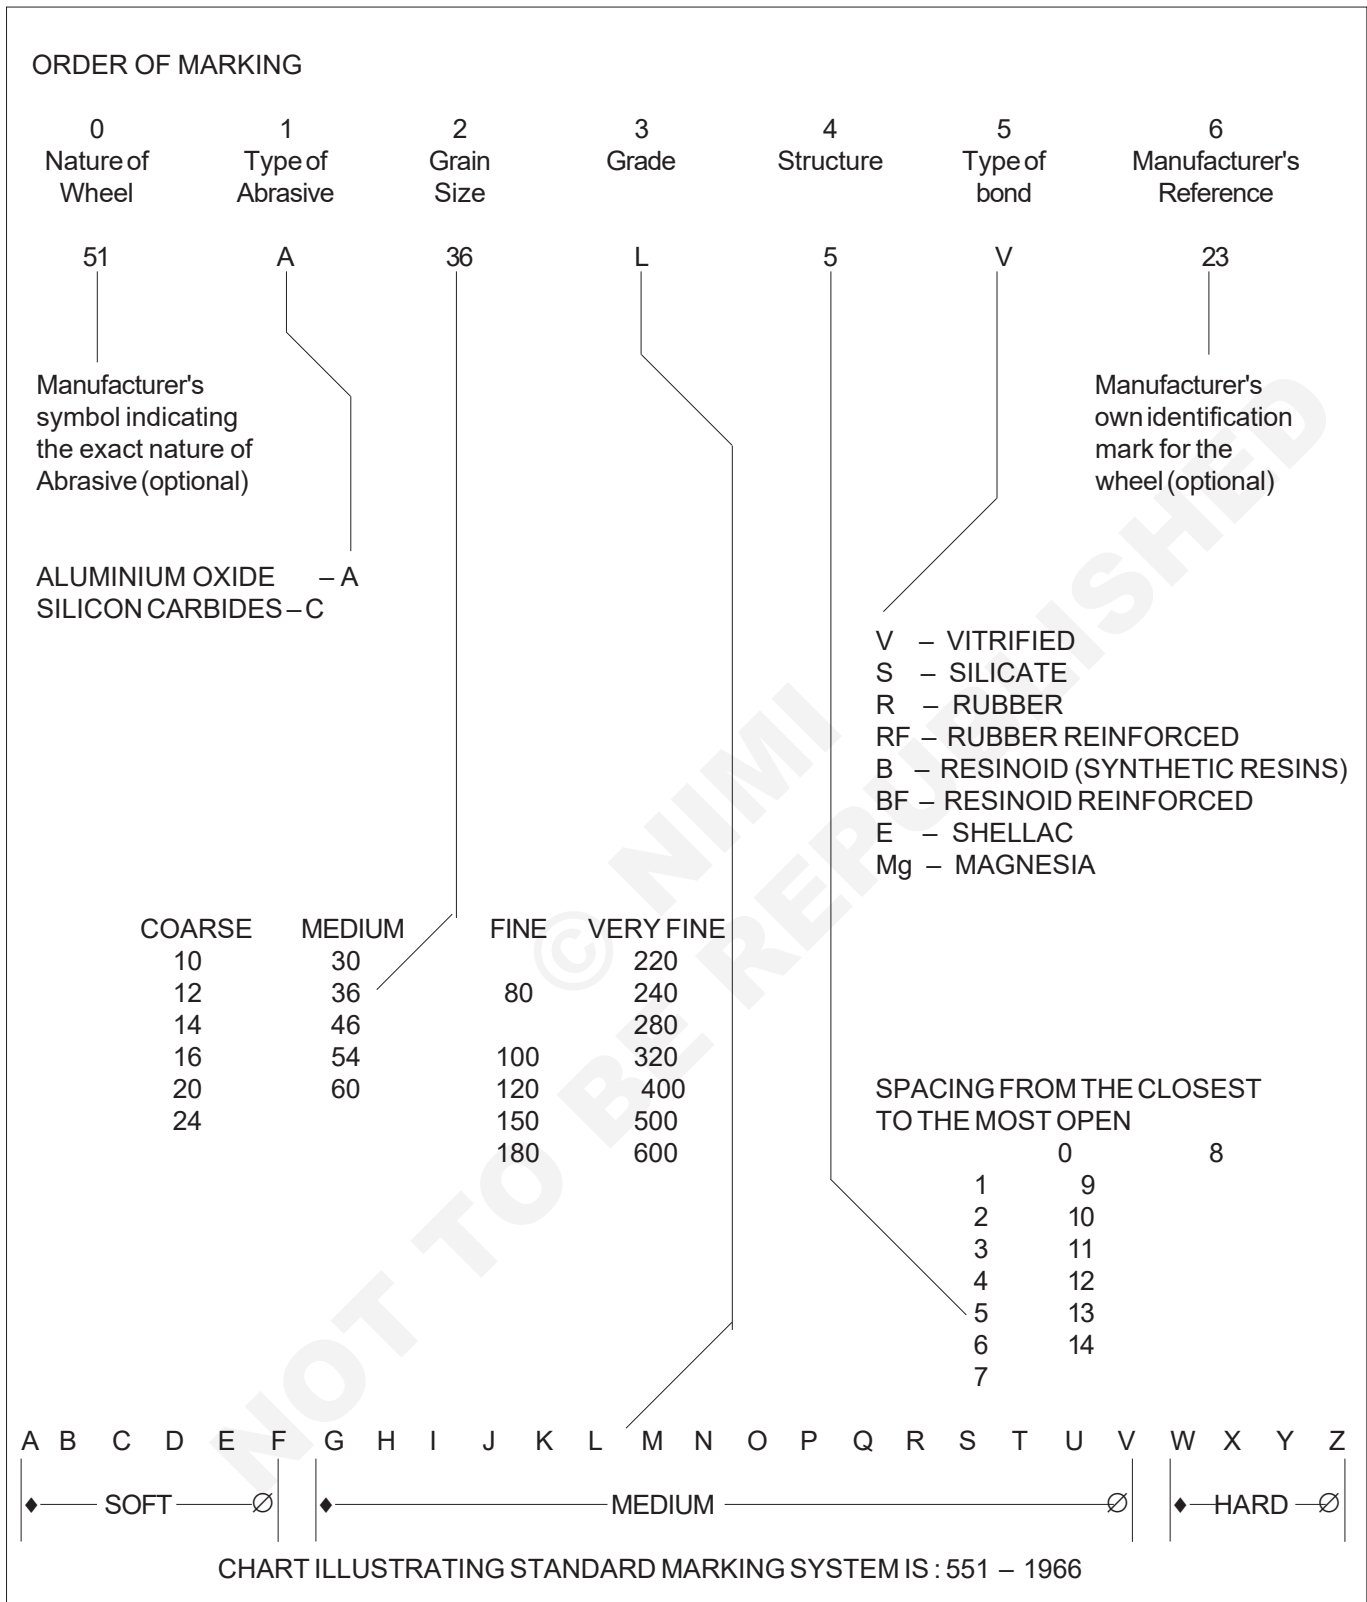 ORDER OF MARKING
0 1 2 3 4 5 6
Nature of Type of Grain Grade Structure Type of Manufacturer's
Wheel Abrasive Size bond Reference
51 A 36 L 5 V 23
Manufacturer's
symbol indicating
the exact nature of
Abrasive (optional)
Manufacturer's
own identification
mark for the
wheel (optional)
ALUMINIUM OXIDE – A
SILICON CARBIDES – C
V – VITRIFIED
S – SILICATE
R – RUBBER
RF – RUBBER REINFORCED
B – RESINOID (SYNTHETIC RESINS)
BF – RESINOID REINFORCED
E – SHELLAC
Mg – MAGNESIA
COARSE MEDIUM FINE VERY FINE
10 30 220
12 36 80 240
14 46 280
16 54 100 320
20 60 120 400
24 150 500
180 600
SPACING FROM THE CLOSEST
TO THE MOST OPEN
0 8
1 9
2 10
3 11
4 12
5 13
6 14
7
A B C D E F G H I J K L M N O P Q R S T U V W X Y Z
SOFT MEDIUM HARD
CHART ILLUSTRATING STANDARD MARKING SYSTEM IS : 551 – 1966
© NIMI
NOT TO BE REPUBLISHED